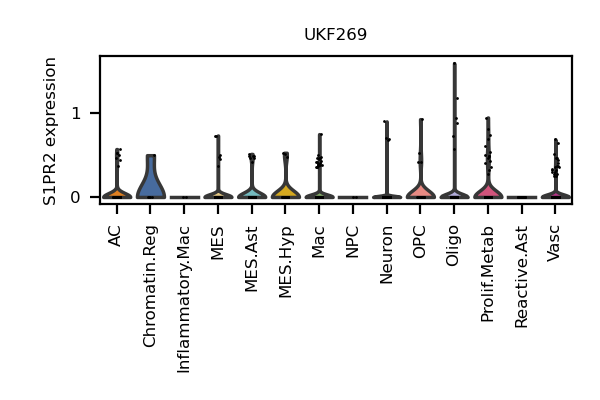 UKF269
S1PR2 expression
1
0
AC
Chromatin.Reg
Inflammatory.Mac
MES
MES.Ast
MES.Hyp
Mac
NPC
Neuron
OPC
Oligo
Prolif.Metab
Reactive.Ast
Vasc